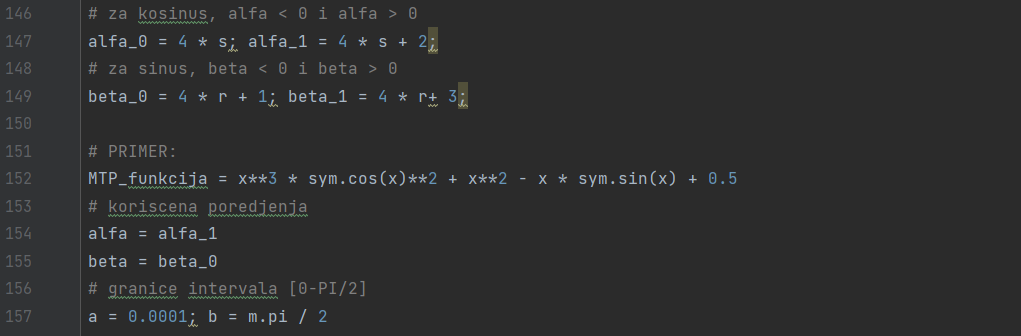 146 # za kosinus, alfa < 0 i alfa > 0
147 alfa_0 = 4 * s; alfa_1 = 4 * s + 2;
148 # za sinus, beta < 0 i beta > 0
149 beta_0 = 4 * r + 1; beta_1 = 4 * r+ 3;
150
151 # PRIMER:
152 MTP_funkcija = x**3 * sym.cos(x)**2 + x**2 - x * sym.sin(x) + 0.5
153 # koriscena poredjenja
154 alfa = alfa_1
155 beta = beta_0
156 # granice intervala [0-PI/2]
157 a = 0.0001; b = m.pi / 2